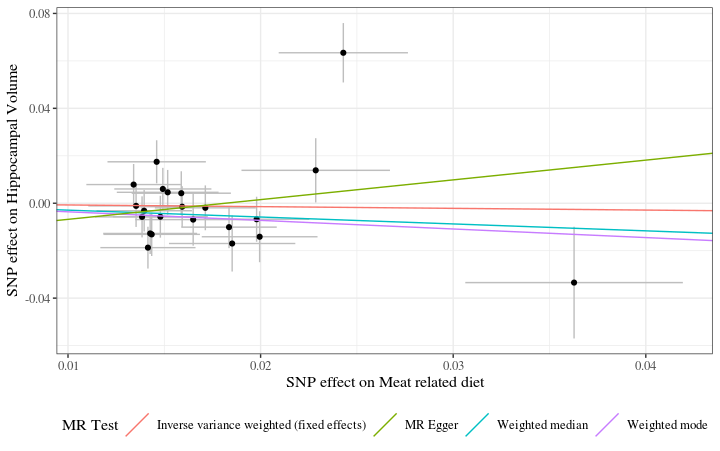 0.08
0.04
0.00
-0.04
SNP effect on Hippocampal Volume
0.01 0.02 0.03 0.04
SNP effect on Meat related diet
MR Test Inverse variance weighted (fixed effects) MR Egger Weighted median Weighted mode